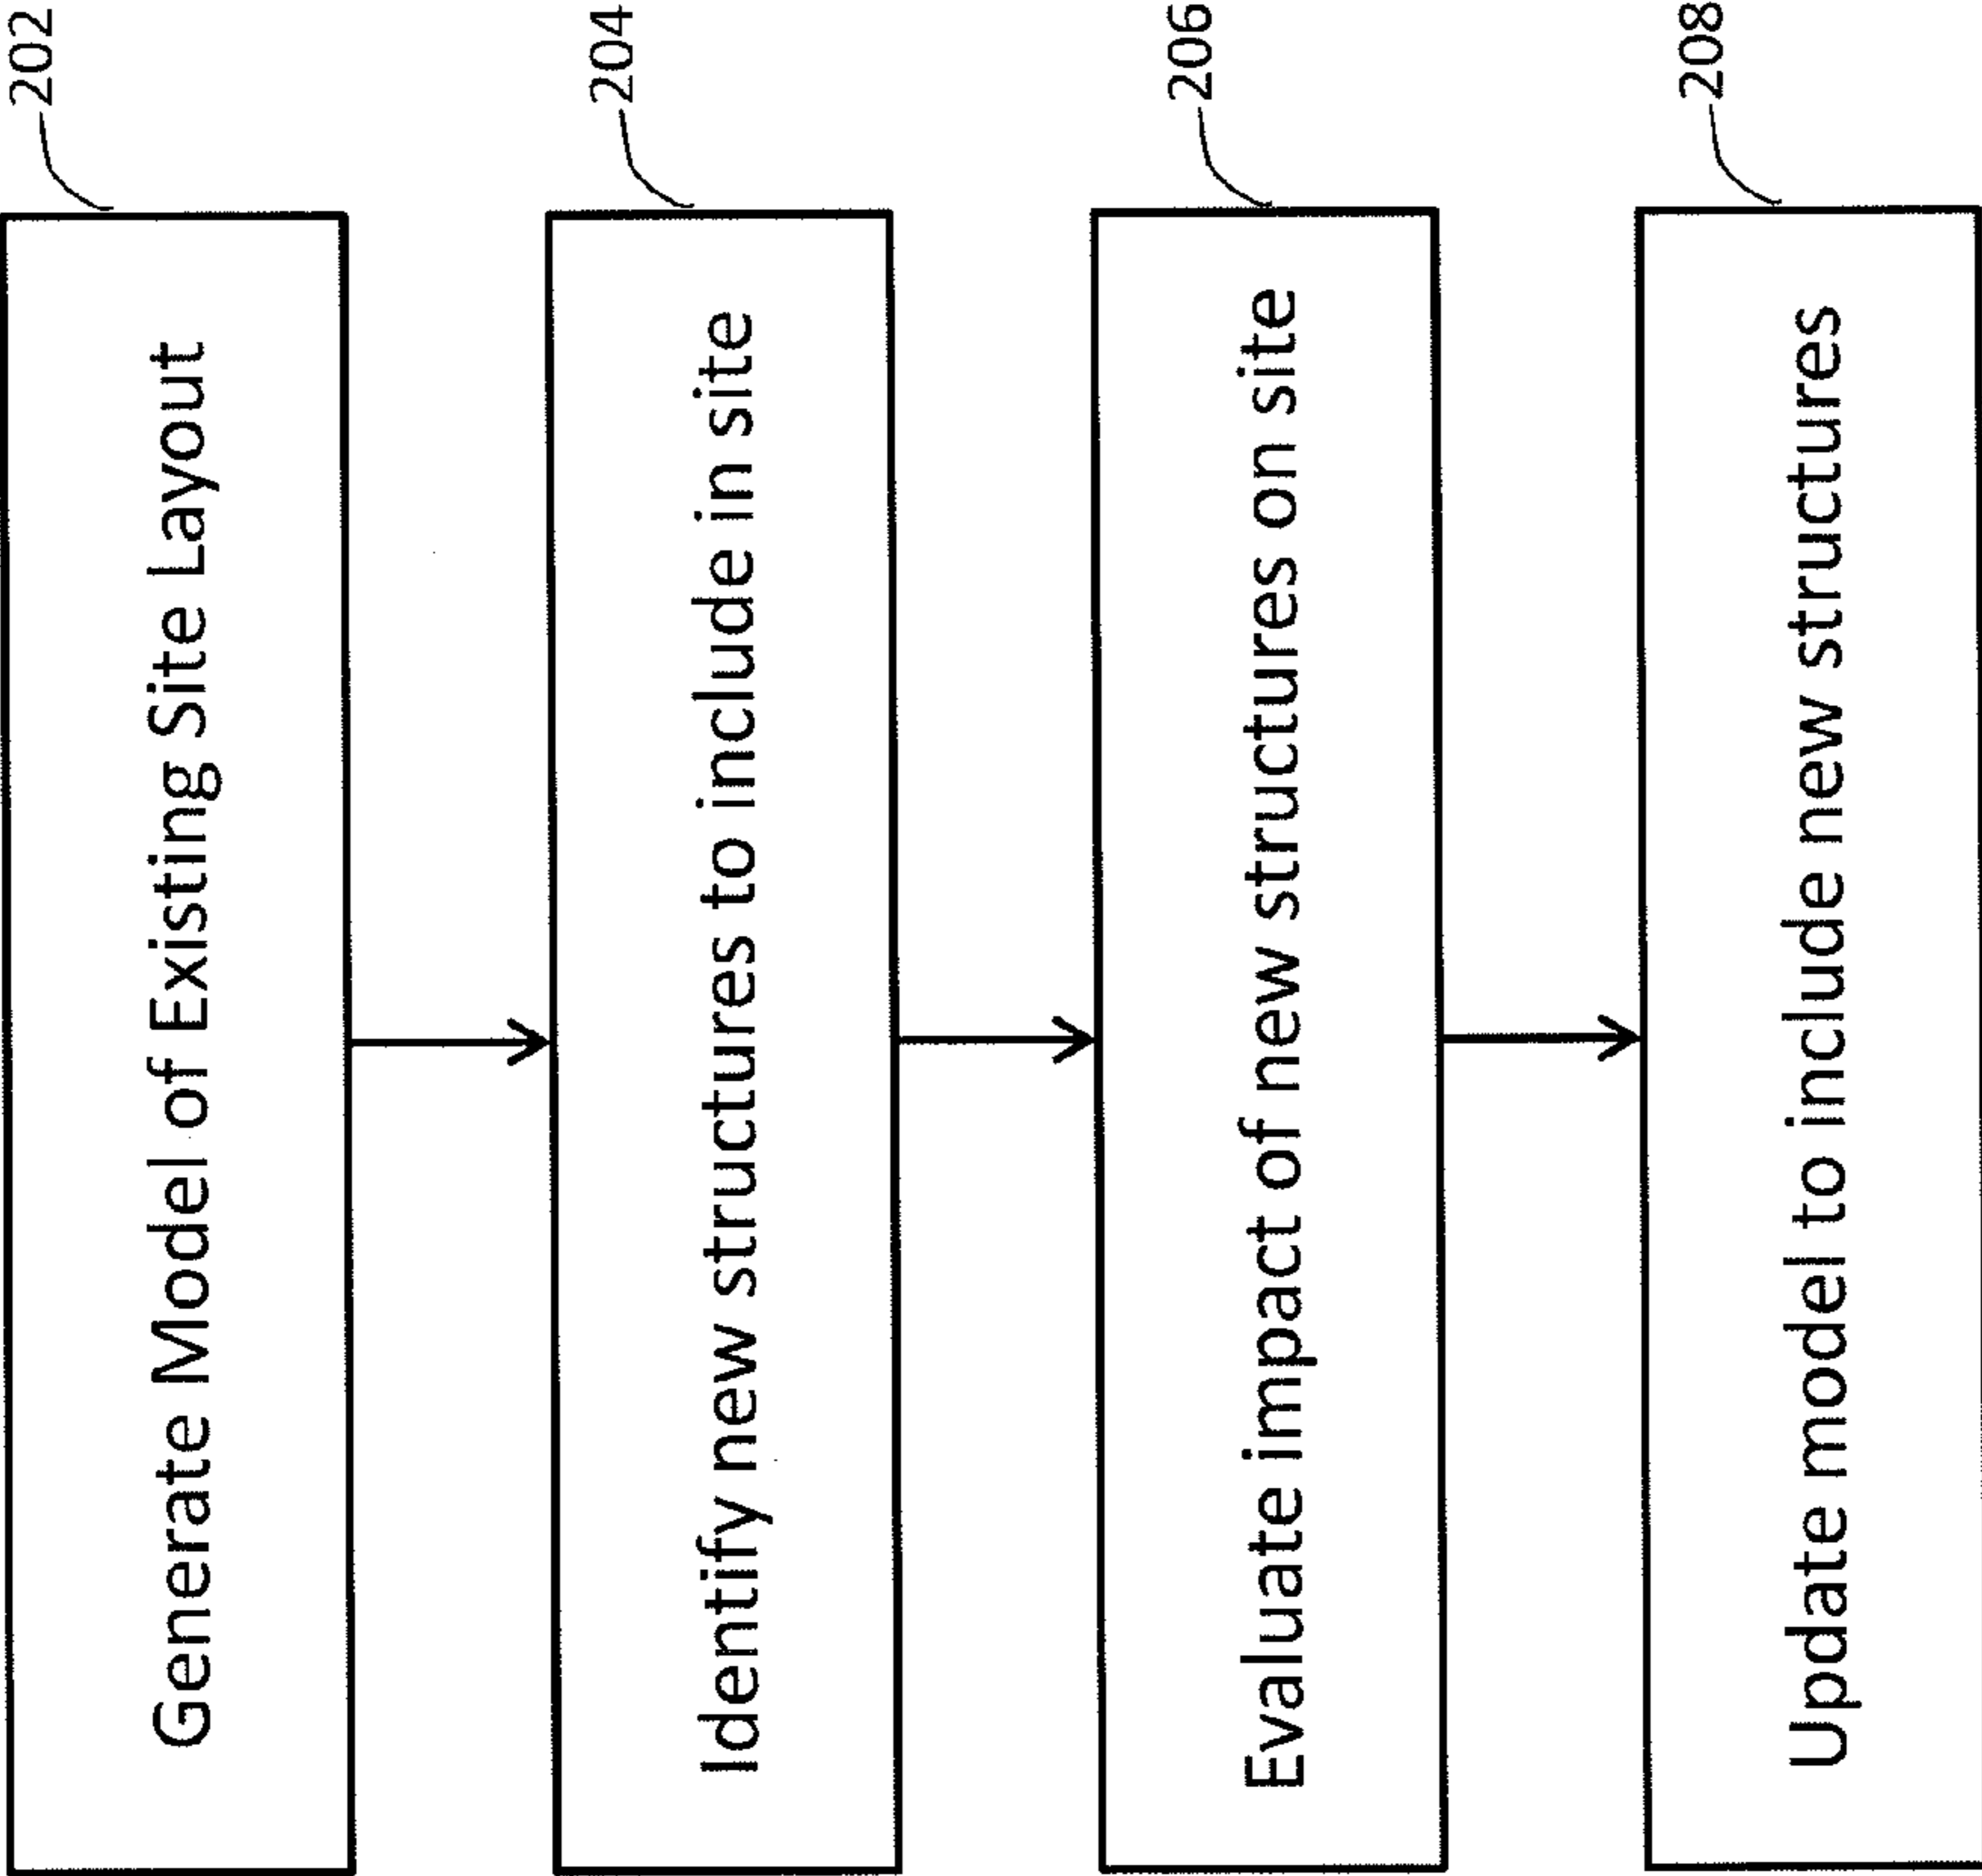 Generate Model of Existing Site Layout
202
Identify new structures to include in site
204
Evaluate impact of new structures on site
206
Update model to include new structures
208